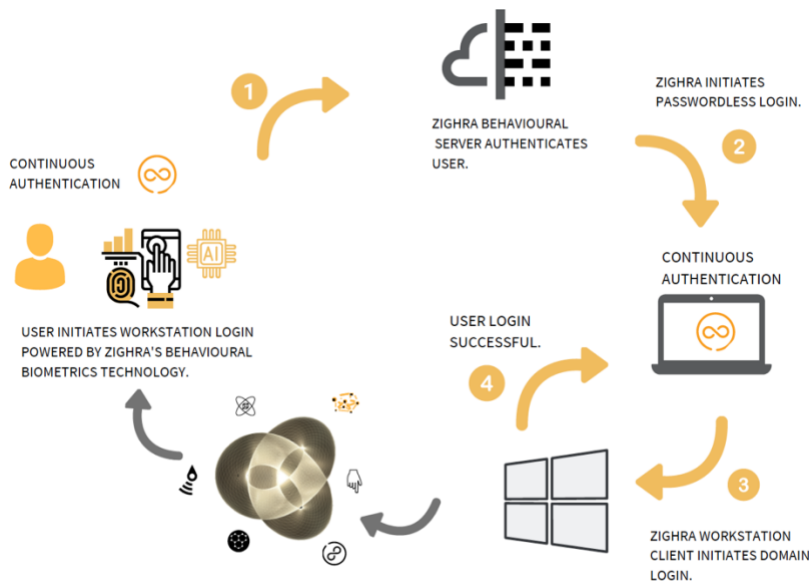 1
ZIGHRA INITIATES
PASSWORDLESS LOGIN.
ZIGHRA BEHAVIOURAL
SERVER AUTHENTICATES
USER.
2
CONTINUOUS
AUTHENTICATION
AI
CONTINUOUS
AUTHENTICATION
USER INITIATES WORKSTATION LOGIN
POWERED BY ZIGHRA'S BEHAVIOURAL
BIOMETRICS TECHNOLOGY.
USER LOGIN
SUCCESSFUL.
4
3
ZIGHRA WORKSTATION
CLIENT INITIATES DOMAIN
LOGIN.